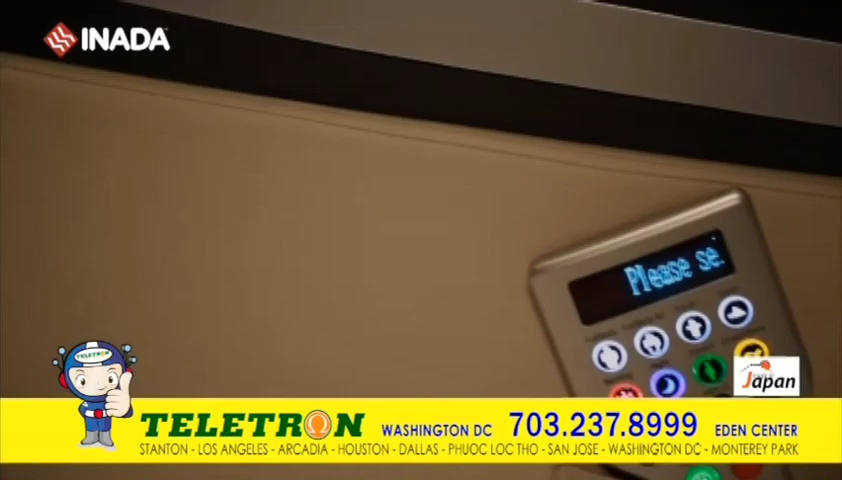 INADA
Please se
TELETRON
Japan
TELETRON WASHINGTON DC 703.237.8999 EDEN CENTER
STANTON - LOS ANGELES - ARCADIA - HOUSTON - DALLAS - PHUOC LOC THO - SAN JOSE - WASHINGTON DC - MONTEREY PARK